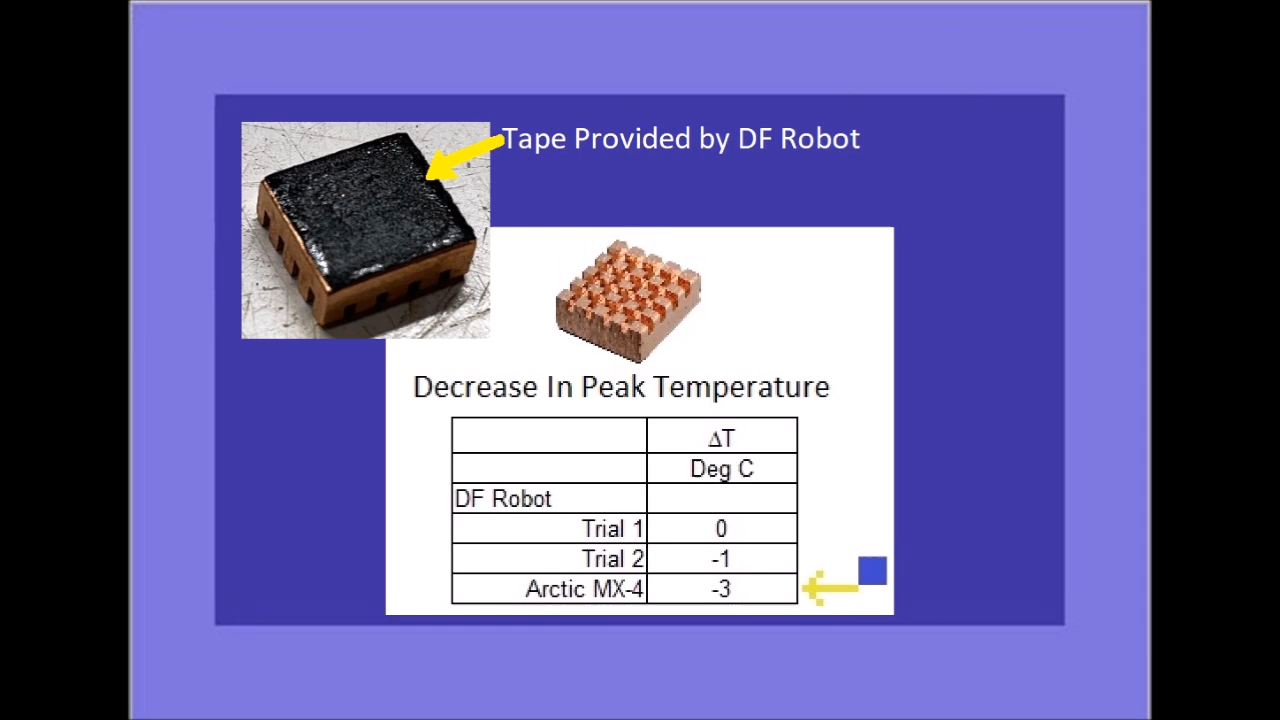 Tape Provided by DF Robot
Decrease In Peak Temperature
ΔT
Deg C
DF Robot
Trial 1 0
Trial 2 -1
Arctic MX-4 -3